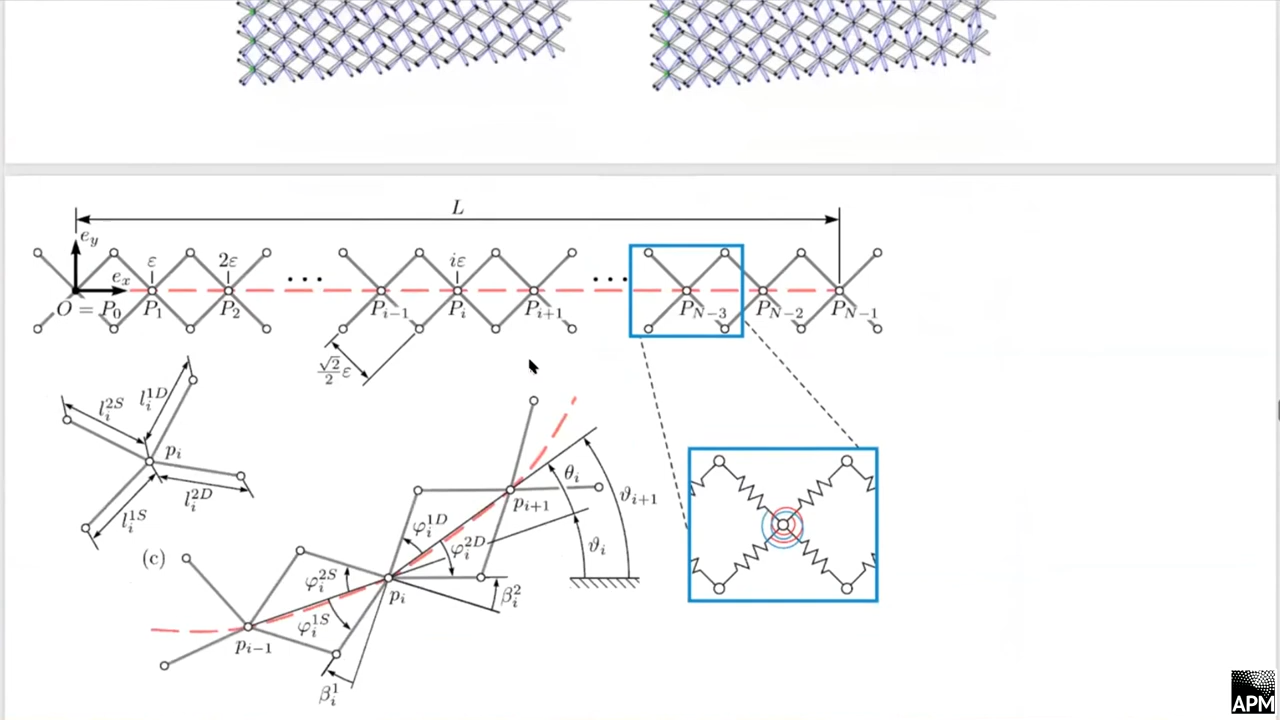 L
e_y
ε
2ε
iε
e_x
...
...
O = P_0
P_1
P_2
P_{i-1}
P_i
P_{i+1}
P_{N-3}
P_{N-2}
P_{N-1}
√2/2 ε
l_i^{2S}
l_i^{1D}
p_i
l_i^{2D}
l_i^{1S}
θ_i
ϑ_{i+1}
p_{i+1}
φ_i^{1D}
φ_i^{2D}
ϑ_i
(c)
φ_i^{2S}
p_i
β_i^2
φ_i^{1S}
p_{i-1}
β_i^1
APM